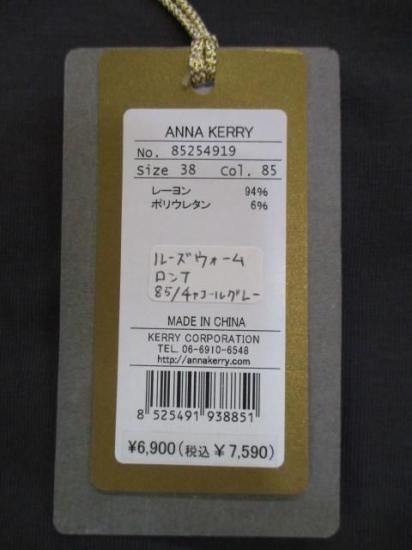 ANNA KERRY
No. 85254919
Size 38 Col. 85
レーヨン 94%
ポリウレタン 6%
ルーズウォーム
ロンT
85/チャコールグレー
MADE IN CHINA
KERRY CORPORATION
TEL. 06-6910-6548
http://annakerry.com
8 525491 938851
¥6,900(税込 ¥7,590)